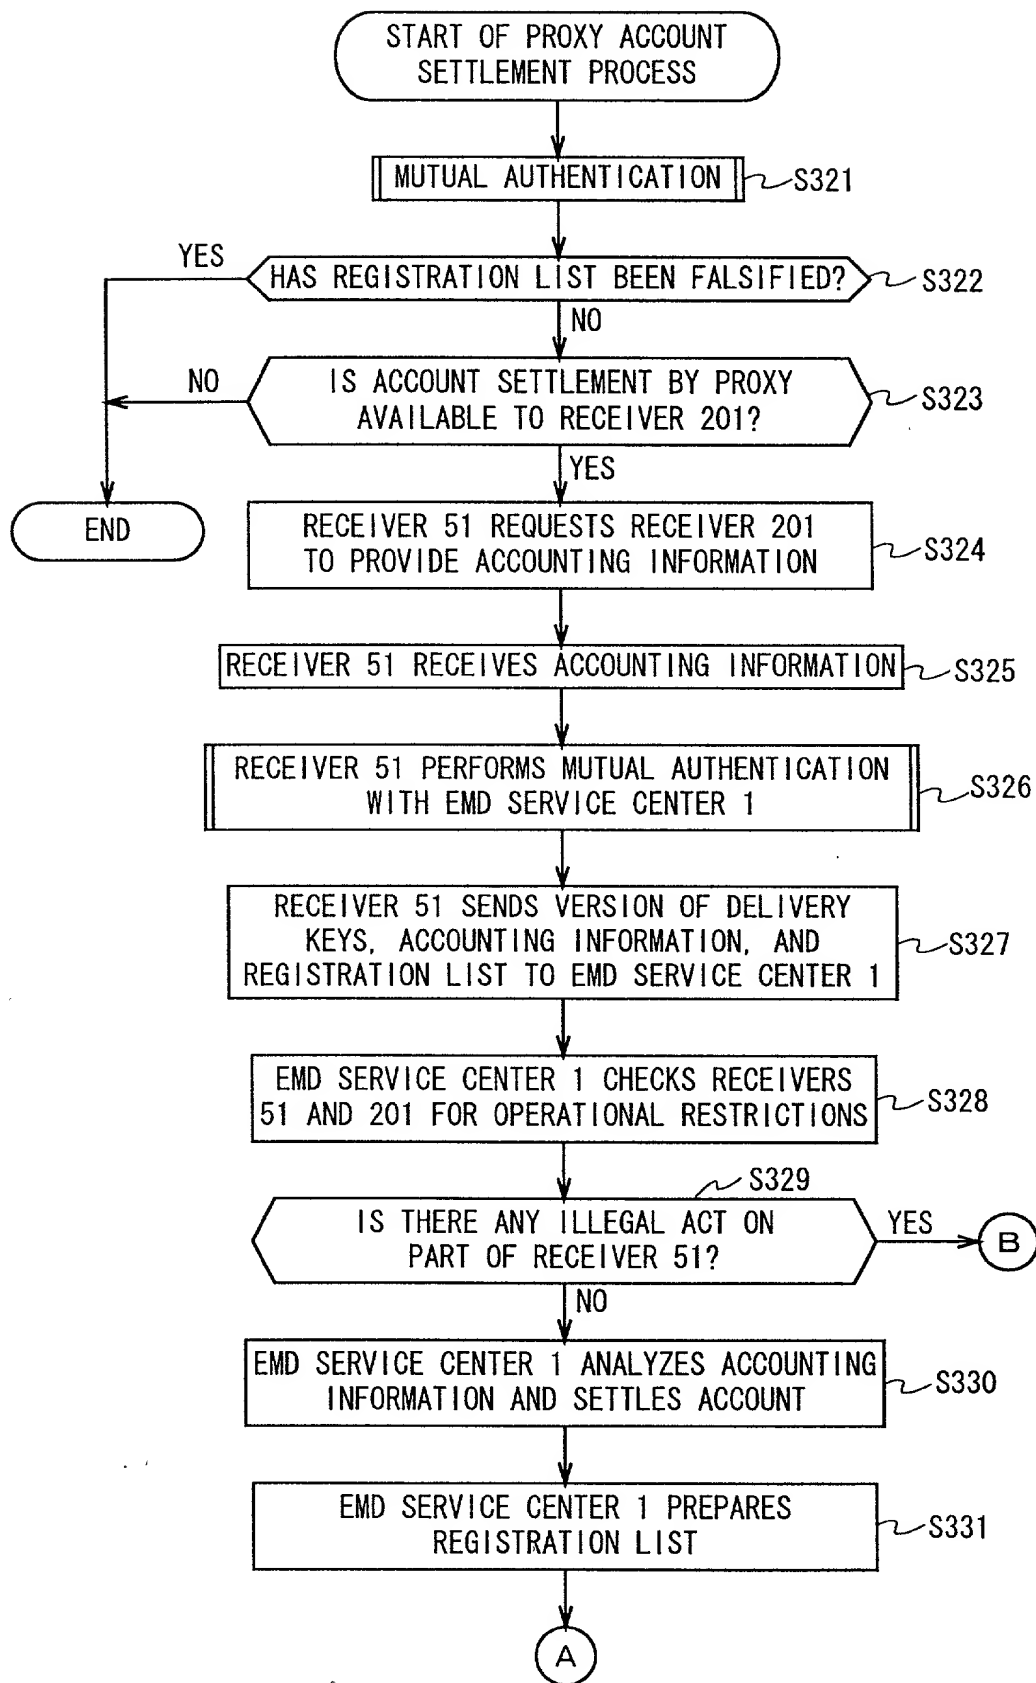 START OF PROXY ACCOUNT
SETTLEMENT PROCESS
MUTUAL AUTHENTICATION
S321
YES
HAS REGISTRATION LIST BEEN FALSIFIED?
S322
NO
NO
IS ACCOUNT SETTLEMENT BY PROXY
AVAILABLE TO RECEIVER 201?
S323
YES
END
RECEIVER 51 REQUESTS RECEIVER 201
TO PROVIDE ACCOUNTING INFORMATION
S324
RECEIVER 51 RECEIVES ACCOUNTING INFORMATION
S325
RECEIVER 51 PERFORMS MUTUAL AUTHENTICATION
WITH EMD SERVICE CENTER 1
S326
RECEIVER 51 SENDS VERSION OF DELIVERY
KEYS, ACCOUNTING INFORMATION, AND
REGISTRATION LIST TO EMD SERVICE CENTER 1
S327
EMD SERVICE CENTER 1 CHECKS RECEIVERS
51 AND 201 FOR OPERATIONAL RESTRICTIONS
S328
S329
IS THERE ANY ILLEGAL ACT ON
PART OF RECEIVER 51?
YES
B
NO
EMD SERVICE CENTER 1 ANALYZES ACCOUNTING
INFORMATION AND SETTLES ACCOUNT
S330
EMD SERVICE CENTER 1 PREPARES
REGISTRATION LIST
S331
A